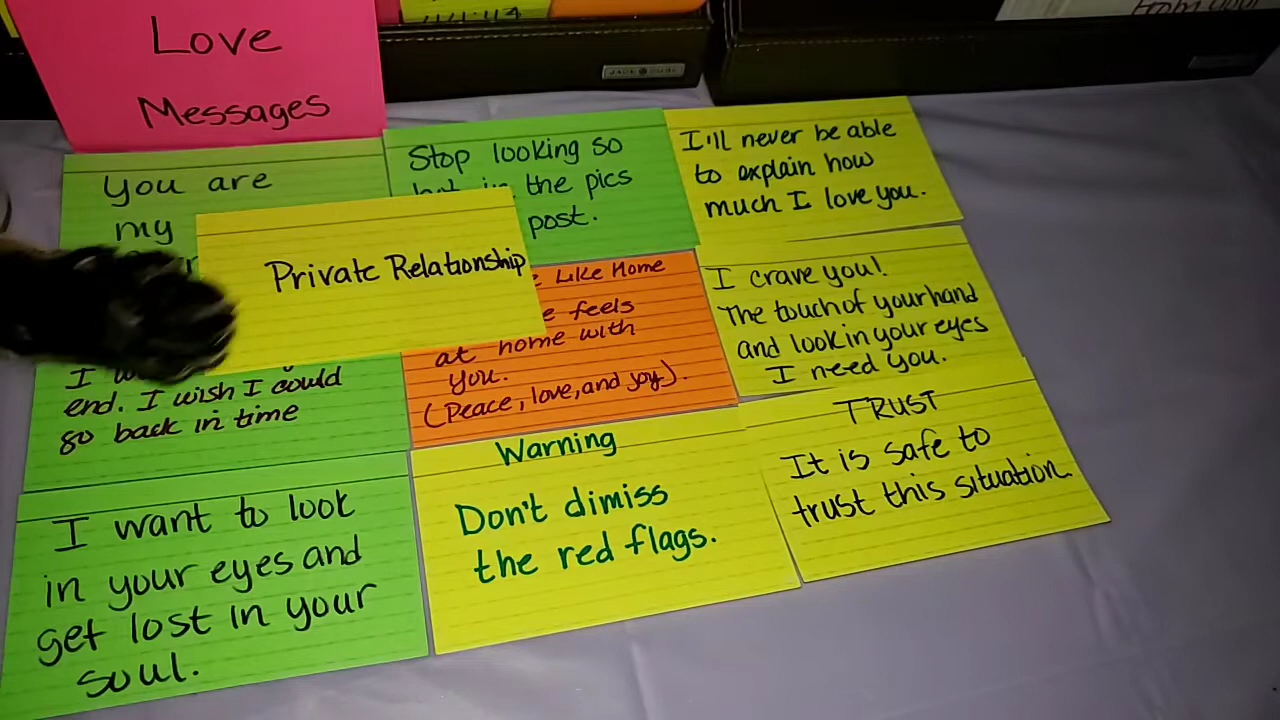 Love
Messages
11:44
You are
my
Stop looking so
in the pics
post.
I'll never be able
to explain how
much I love you.
Private Relationship
Like Home
feels
at home with
you.
(Peace, love, and joy).
I crave you!
The touch of your hand
and look in your eyes
I need you.
I
end. I wish I could
go back in time
Warning
Don't dimiss
the red flags.
TRUST
It is safe to
trust this situation
I want to look
in your eyes and
get lost in your
soul.